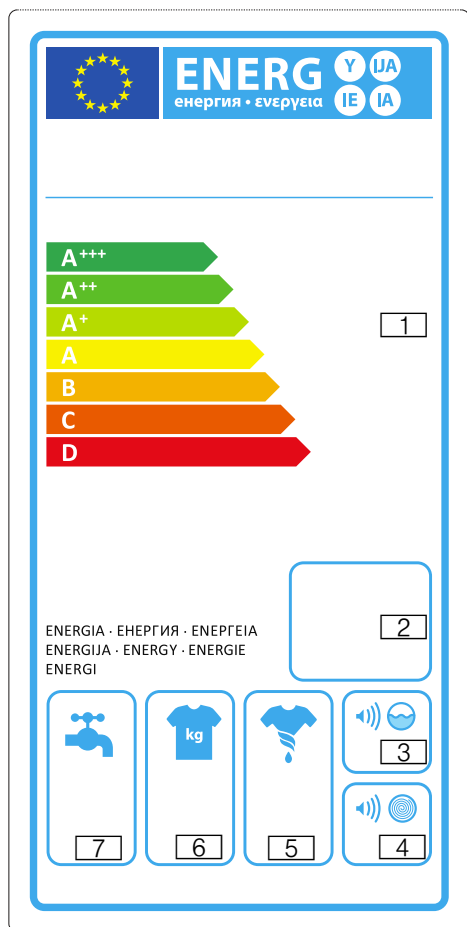 ENERG Y IJA
енергия · ενεργεια IE IA
A+++
A++
A+
1
A
B
C
D
2
ENERGIA · ЕНЕРГИЯ · ΕΝΕΡΓΕΙΑ
ENERGIJA · ENERGY · ENERGIE
ENERGI
kg
3
7
6
5
4